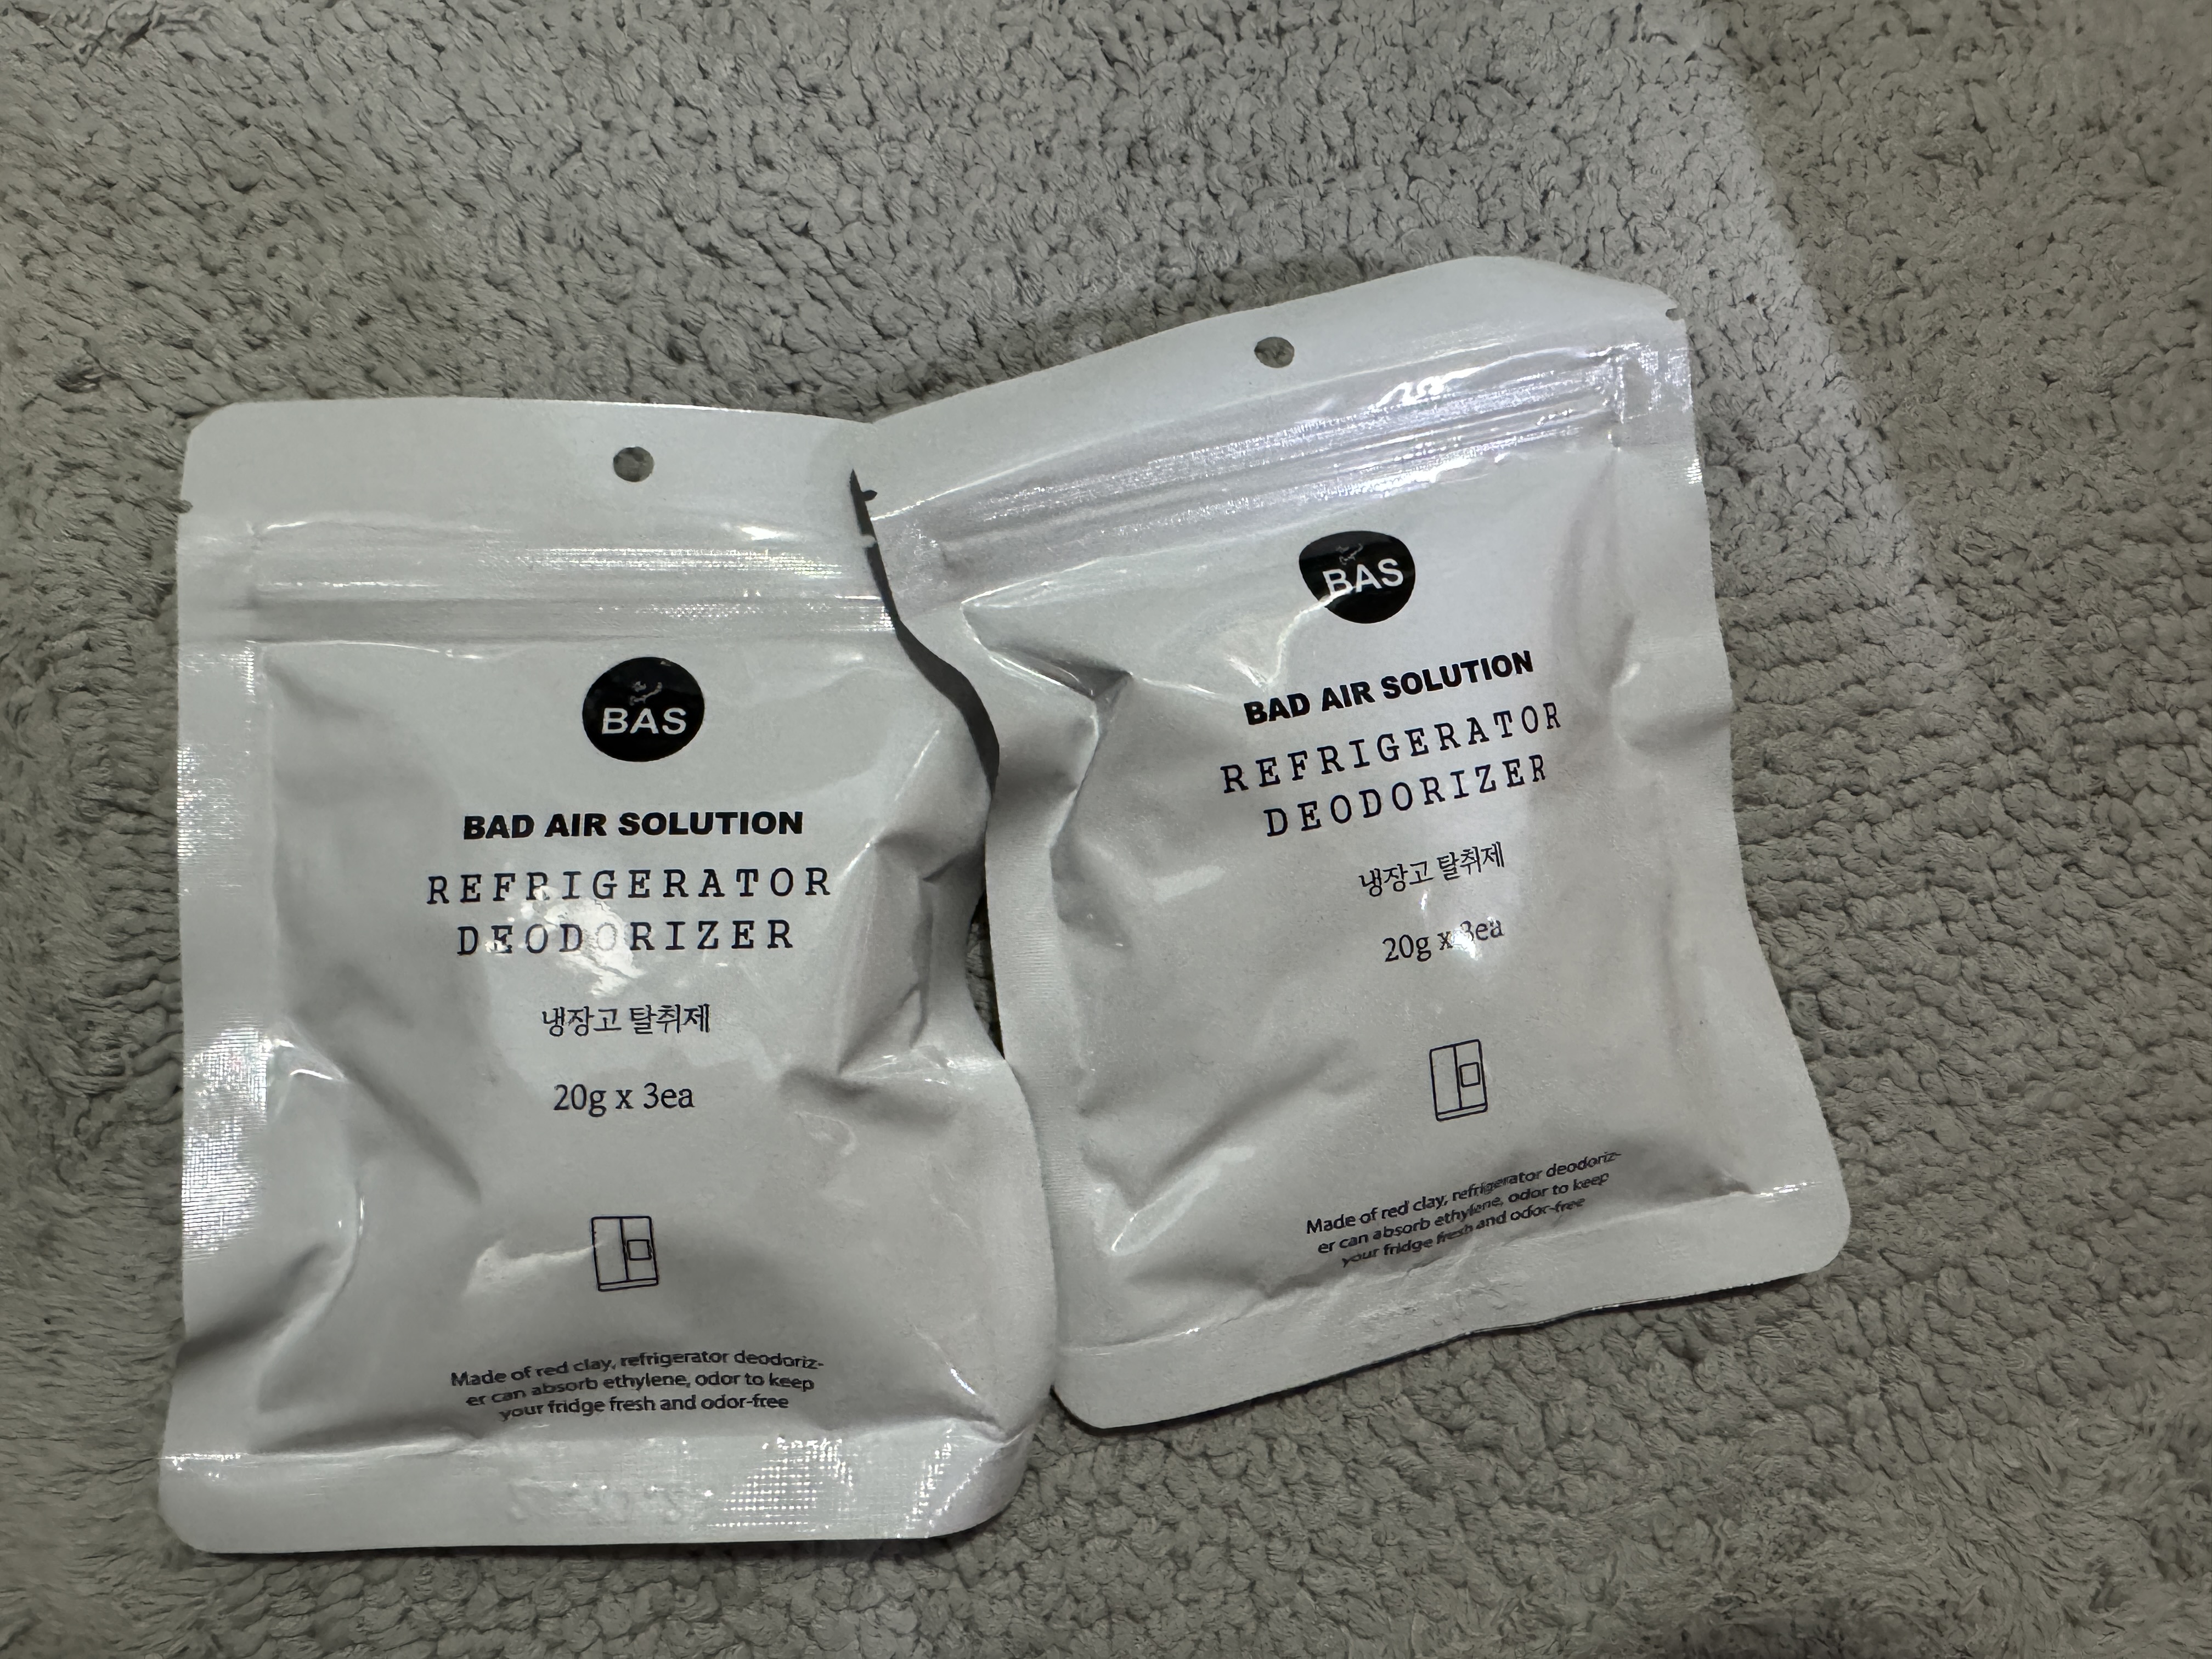 BAS
BAD AIR SOLUTION
REFRIGERATOR
DEODORIZER
냉장고 탈취제
20g x 3ea
Made of red clay, refrigerator deodoriz-
er can absorb ethylene, odor to keep
your fridge fresh and odor-free
BAS
BAD AIR SOLUTION
REFRIGERATOR
DEODORIZER
냉장고 탈취제
20g x 3ea
Made of red clay, refrigerator deodoriz-
er can absorb ethylene, odor to keep
your fridge fresh and odor-free